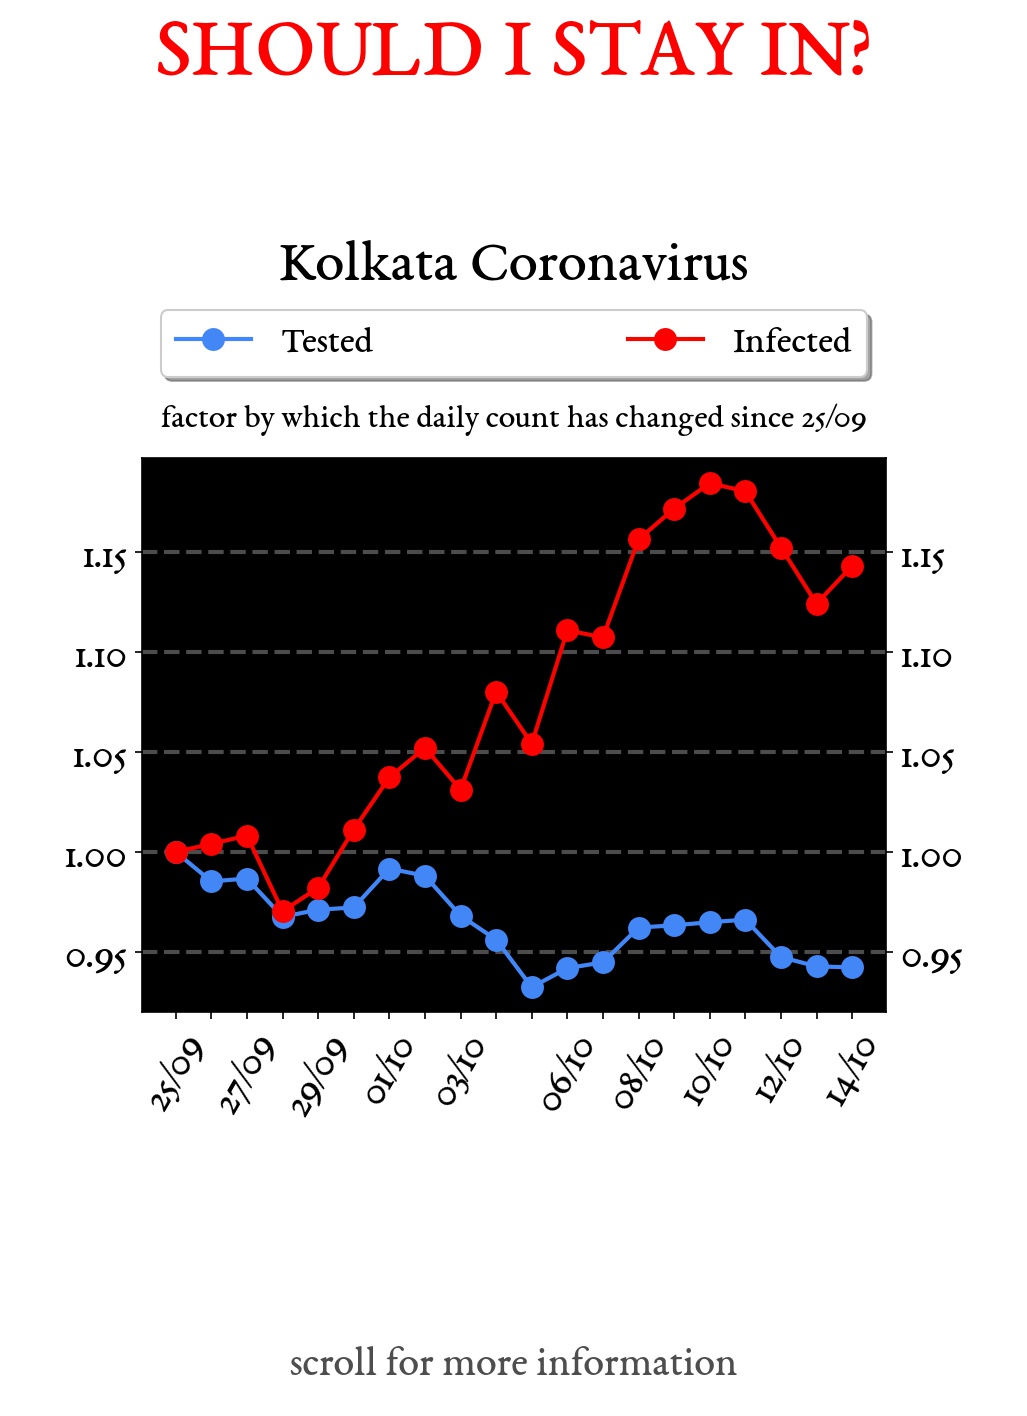 SHOULD I STAY IN?
Kolkata Coronavirus
Tested Infected
factor by which the daily count has changed since 25/09
1.15 1.15
1.10 1.10
1.05 1.05
1.00 1.00
0.95 0.95
25/09 27/09 29/09 01/10 03/10 06/10 08/10 10/10 12/10 14/10
scroll for more information